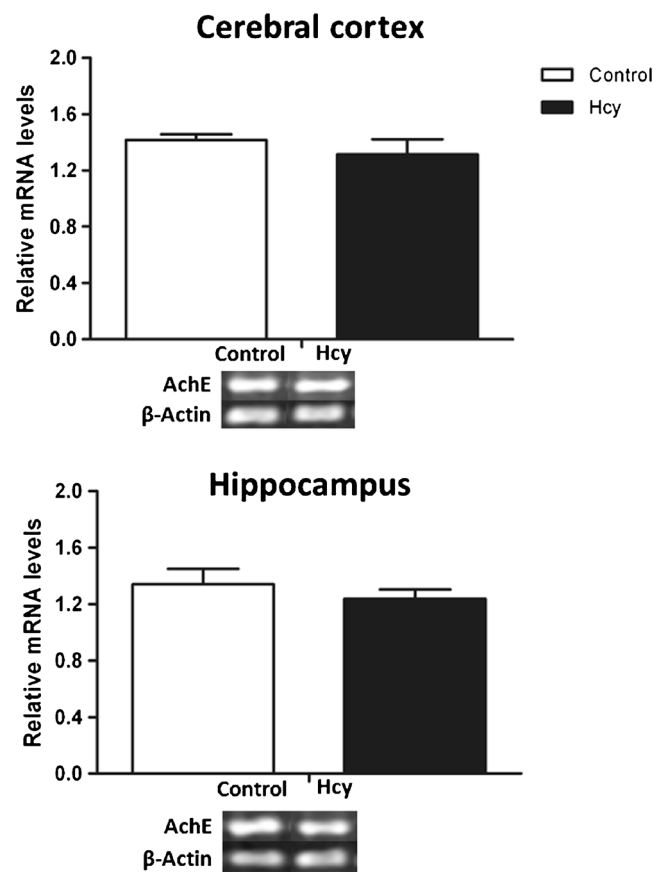 Cerebral cortex
Relative mRNA levels
2.0
1.6
1.2
0.8
0.4
0.0
Control
Hcy
Control Hcy
AchE
β-Actin
Hippocampus
Relative mRNA levels
2.0
1.6
1.2
0.8
0.4
0.0
Control Hcy
AchE
β-Actin